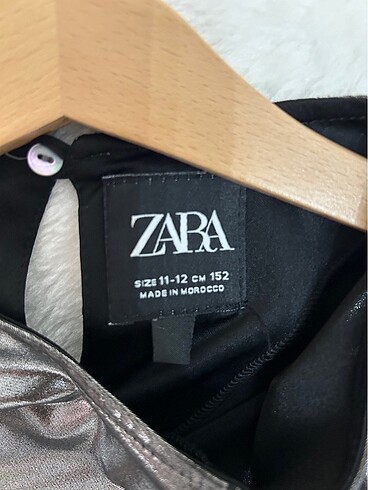 ZARA
SIZE 11-12 CM 152
MADE IN MOROCCO